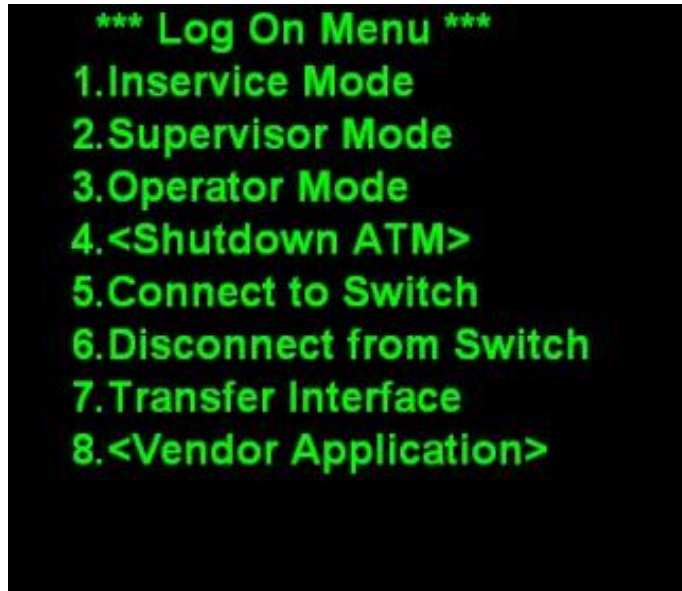 *** Log On Menu ***
1.Inservice Mode
2.Supervisor Mode
3.Operator Mode
4.<Shutdown ATM>
5.Connect to Switch
6.Disconnect from Switch
7.Transfer Interface
8.<Vendor Application>